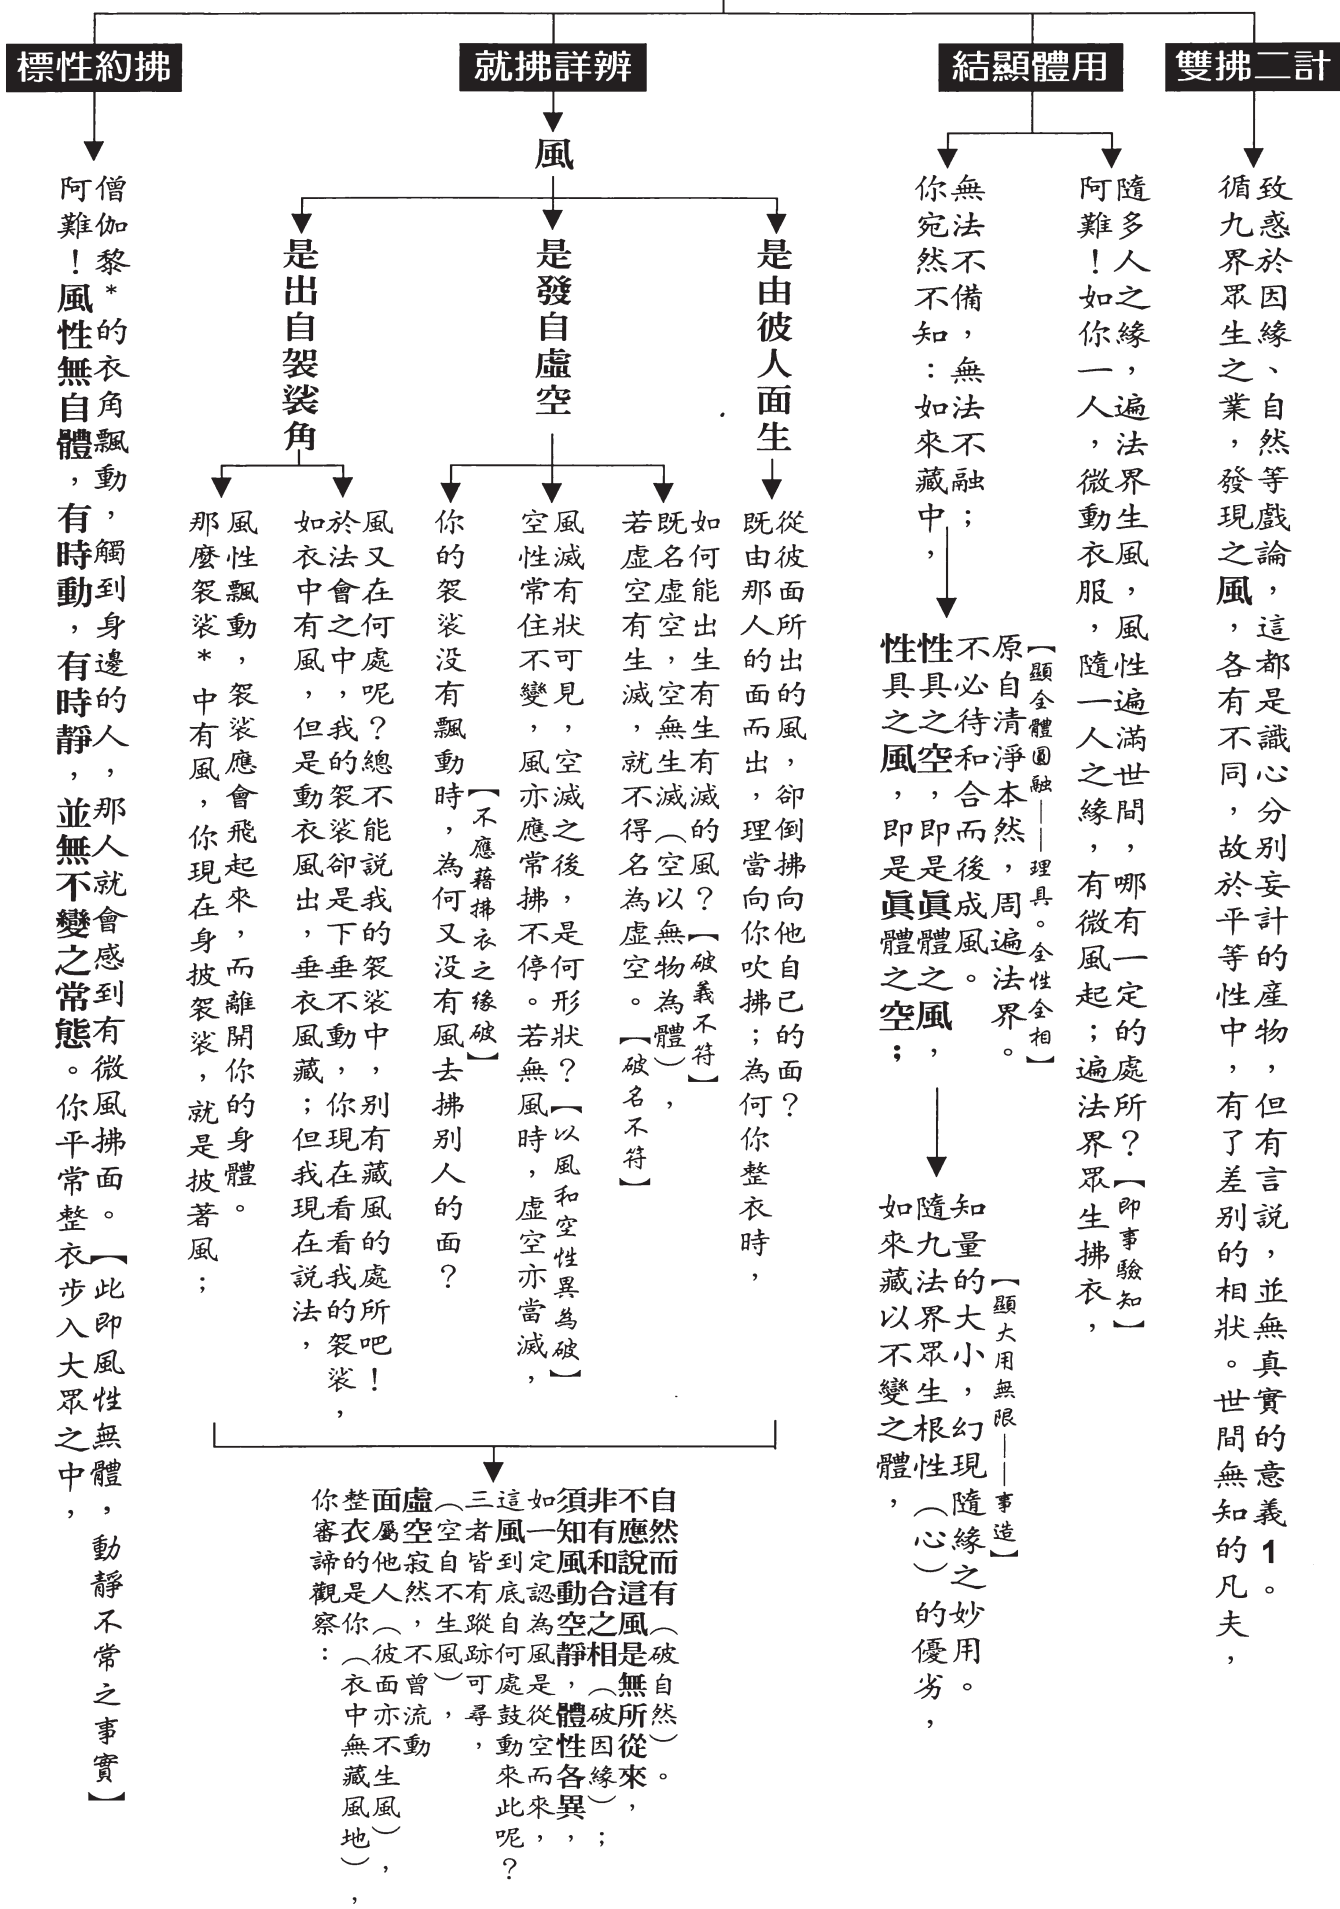 標性約拂
阿難！風性無自體，有時動，有時靜，並無不變之常態。你平常整衣步入大眾之中，
僧伽黎*的衣角飄動，觸到身邊的人，那人就會感到有微風拂面。【此即風性無體，動靜不常之事實】
就拂詳辨
風
是出自袈裟角
那麼袈裟*中有風，你現在身披袈裟，就是披著風；
風性飄動，袈裟應會飛起來，而離開你的身體。
如衣中有風，但是動衣風出，垂衣風藏；但我現在説法，
於法會之中，我的袈裟卻是下垂不動，你現在看看我的袈裟，
風又在何處呢？總不能説我的袈裟中，別有藏風的處所吧！
是發自虛空
你的袈裟没有飄動時，為何又没有風去拂別人的面？
【不應藉拂衣之緣破】
空性常住不變，風亦應常拂不停。若無風時，虛空亦當滅，
風滅有狀可見，空滅之後，是何形狀？【以風和空性異為破】
若虛空有生滅，就不得名為虛空。【破名不符】
既名虛空，空無生滅（空以無物為體），
如何能出生有生有滅的風？【破義不符】
是由彼人面生
既由那人的面而出，理當向你吹拂；為何你整衣時，
從彼面所出的風，卻倒拂向他自己的面？
你審諦觀察：
整衣的是你（衣中無藏風地），
面屬他人（彼面亦不生風），
虛空寂然，不曾流動
（空自不生風），
三者皆有蹤跡可尋，
這風到底自何處鼓動來此呢？
如一定認為風是從空而來，
須知風動空靜，體性各異，
非有和合之相（破因緣）；
不應說這風是無所從來，
自然而有（破自然）。
結顯體用
你宛然不知：如來藏中，
無法不備，無法不融；
性具之風，即是真體之空；
性具之空，即是真體之風，
不必待和合而後成風。
原自清淨本然，周遍法界。
【顯全體圓融——理具。全性全相】
如來藏以不變之體，
隨九法界眾生根性（心）的優劣，
知量的大小，幻現隨緣之妙用。
【顯大用無限——事造】
阿難！如你一人，微動衣服，隨一人之緣，有微風起；遍法界眾生拂衣，
隨多人之緣，遍法界生風，風性遍滿世間，哪有一定的處所？【即事驗知】
雙拂二計
循九界眾生之業，發現之風，各有不同，故於平等性中，有了差別的相狀。世間無知的凡夫，
致惑於因緣、自然等戲論，這都是識心分別妄計的產物，但有言説，並無真實的意義1。